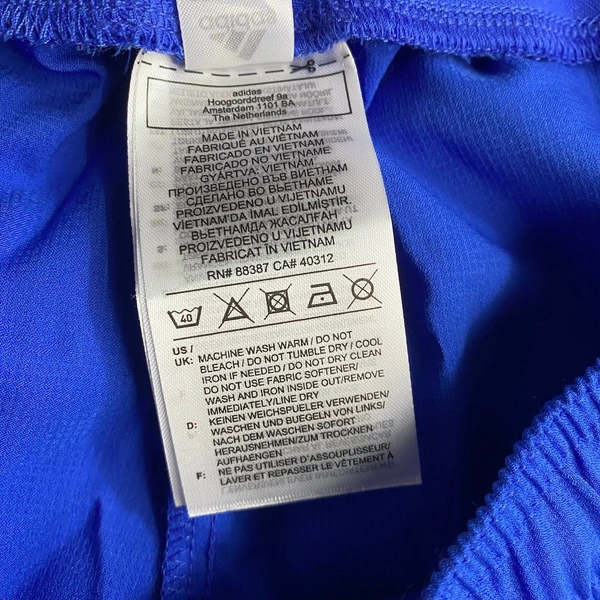 adidas
adidas
Hoogoorddreef 9a
Amsterdam 1101 BA
The Netherlands
MADE IN VIETNAM
FABRIQUÉ AU VIETNAM
FABRICADO EN VIETNAM
FABRICADO NO VIETNAME
GYÁRTVA: VIETNÁM
ПРОИЗВЕДЕНО ВЪВ ВИЕТНАМ
СДЕЛАНО ВО ВЬЕТНАМЕ
PROIZVEDENO U VIJETNAMU
VIETNAM'DA İMAL EDİLMİŞTİR.
ВЬЕТНАМДА ЖАСАЛҒАН
PROIZVEDENO U VIJETNAMU
FABRICAT ÎN VIETNAM
RN# 88387 CA# 40312
40
US /
UK: MACHINE WASH WARM / DO NOT
BLEACH / DO NOT TUMBLE DRY / COOL
IRON IF NEEDED / DO NOT DRY CLEAN
DO NOT USE FABRIC SOFTENER/
WASH AND IRON INSIDE OUT/REMOVE
IMMEDIATELY/LINE DRY
D: KEINEN WEICHSPUELER VERWENDEN/
WASCHEN UND BUEGELN VON LINKS/
NACH DEM WASCHEN SOFORT
HERAUSNEHMEN/ZUM TROCKNEN
AUFHAENGEN
F: NE PAS UTILISER D'ASSOUPLISSANT/
LAVER ET REPASSER LE VÊTEMENT À